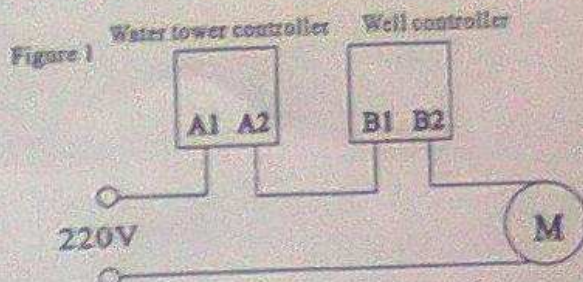 Water tower controller Well controller
Figure 1
A1 A2 B1 B2
220V
M